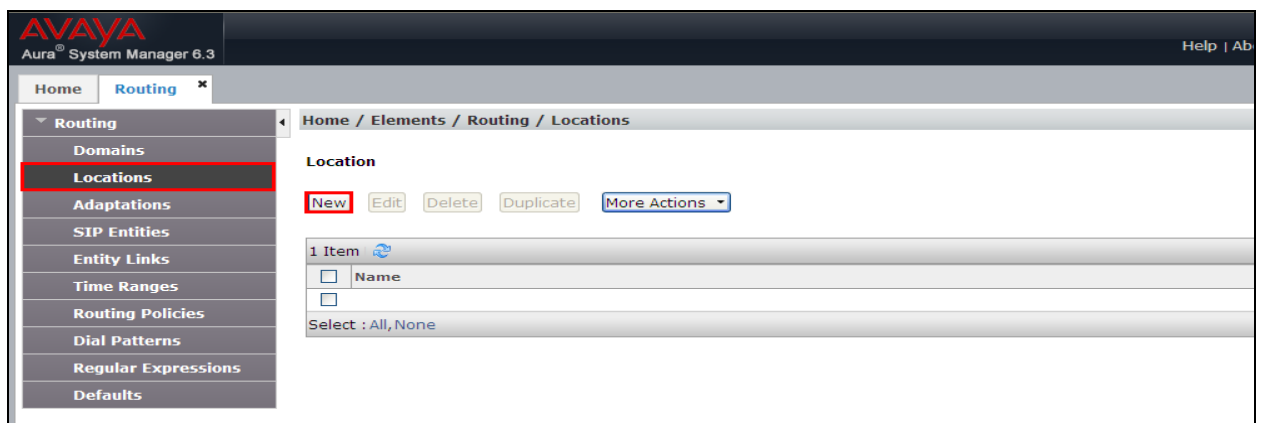 AVAYA
Aura® System Manager 6.3
Help | Ab
Home Routing ×
Routing
Domains
Locations
Adaptations
SIP Entities
Entity Links
Time Ranges
Routing Policies
Dial Patterns
Regular Expressions
Defaults
Home / Elements / Routing / Locations
Location
New Edit Delete Duplicate More Actions
1 Item
Name
Select : All, None